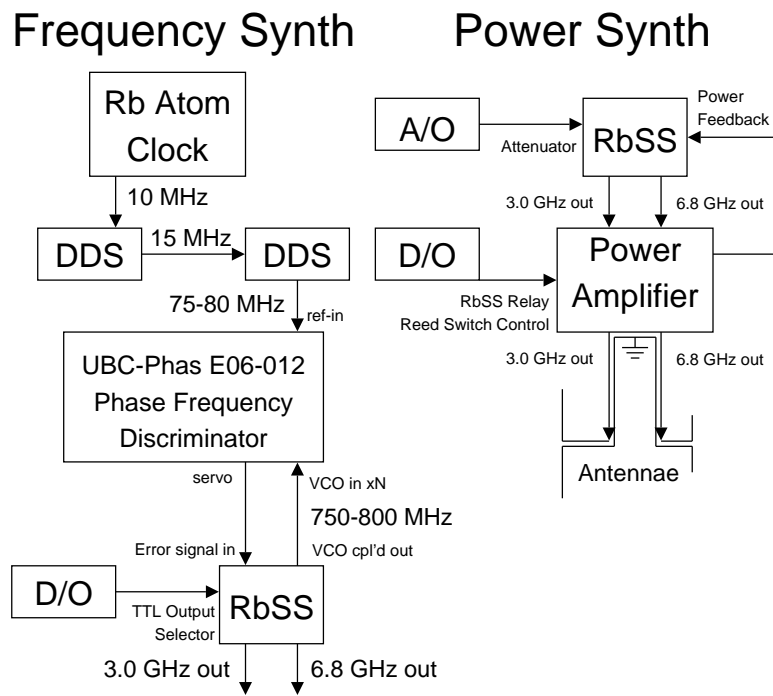 Frequency Synth
Rb Atom
Clock
10 MHz
DDS
15 MHz
DDS
75-80 MHz
ref-in
UBC-Phas E06-012
Phase Frequency
Discriminator
servo
VCO in xN
750-800 MHz
Error signal in
VCO cpl'd out
D/O
TTL Output
Selector
RbSS
3.0 GHz out
6.8 GHz out
Power Synth
A/O
Attenuator
RbSS
Power
Feedback
3.0 GHz out
6.8 GHz out
D/O
RbSS Relay
Reed Switch Control
Power
Amplifier
3.0 GHz out
6.8 GHz out
Antennae